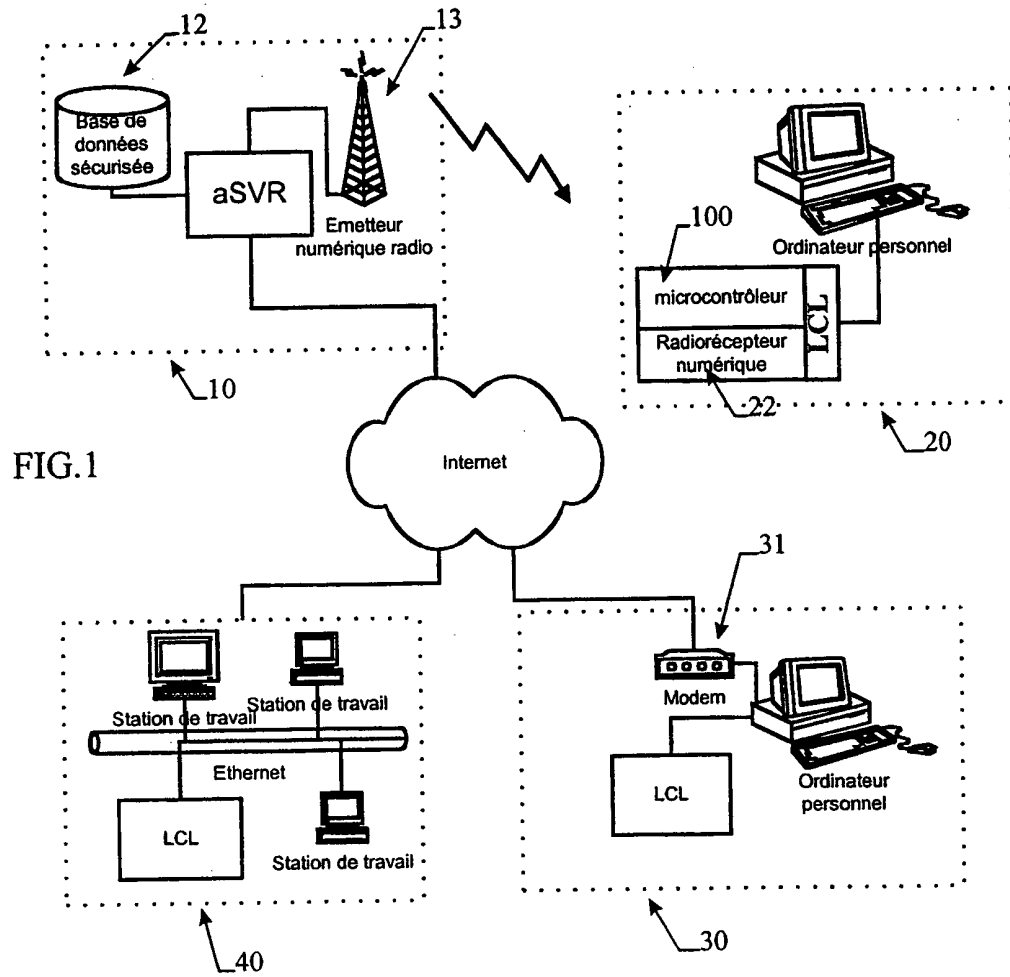 12
13
Base de
données
sécurisée
aSVR
Emetteur
numérique radio
10
Ordinateur personnel
100
microcontrôleur
Radiorécepteur
numérique
LCL
22
20
FIG.1
Internet
31
Modem
LCL
Ordinateur
personnel
30
Station de travail
Station de travail
Ethernet
LCL
Station de travail
40